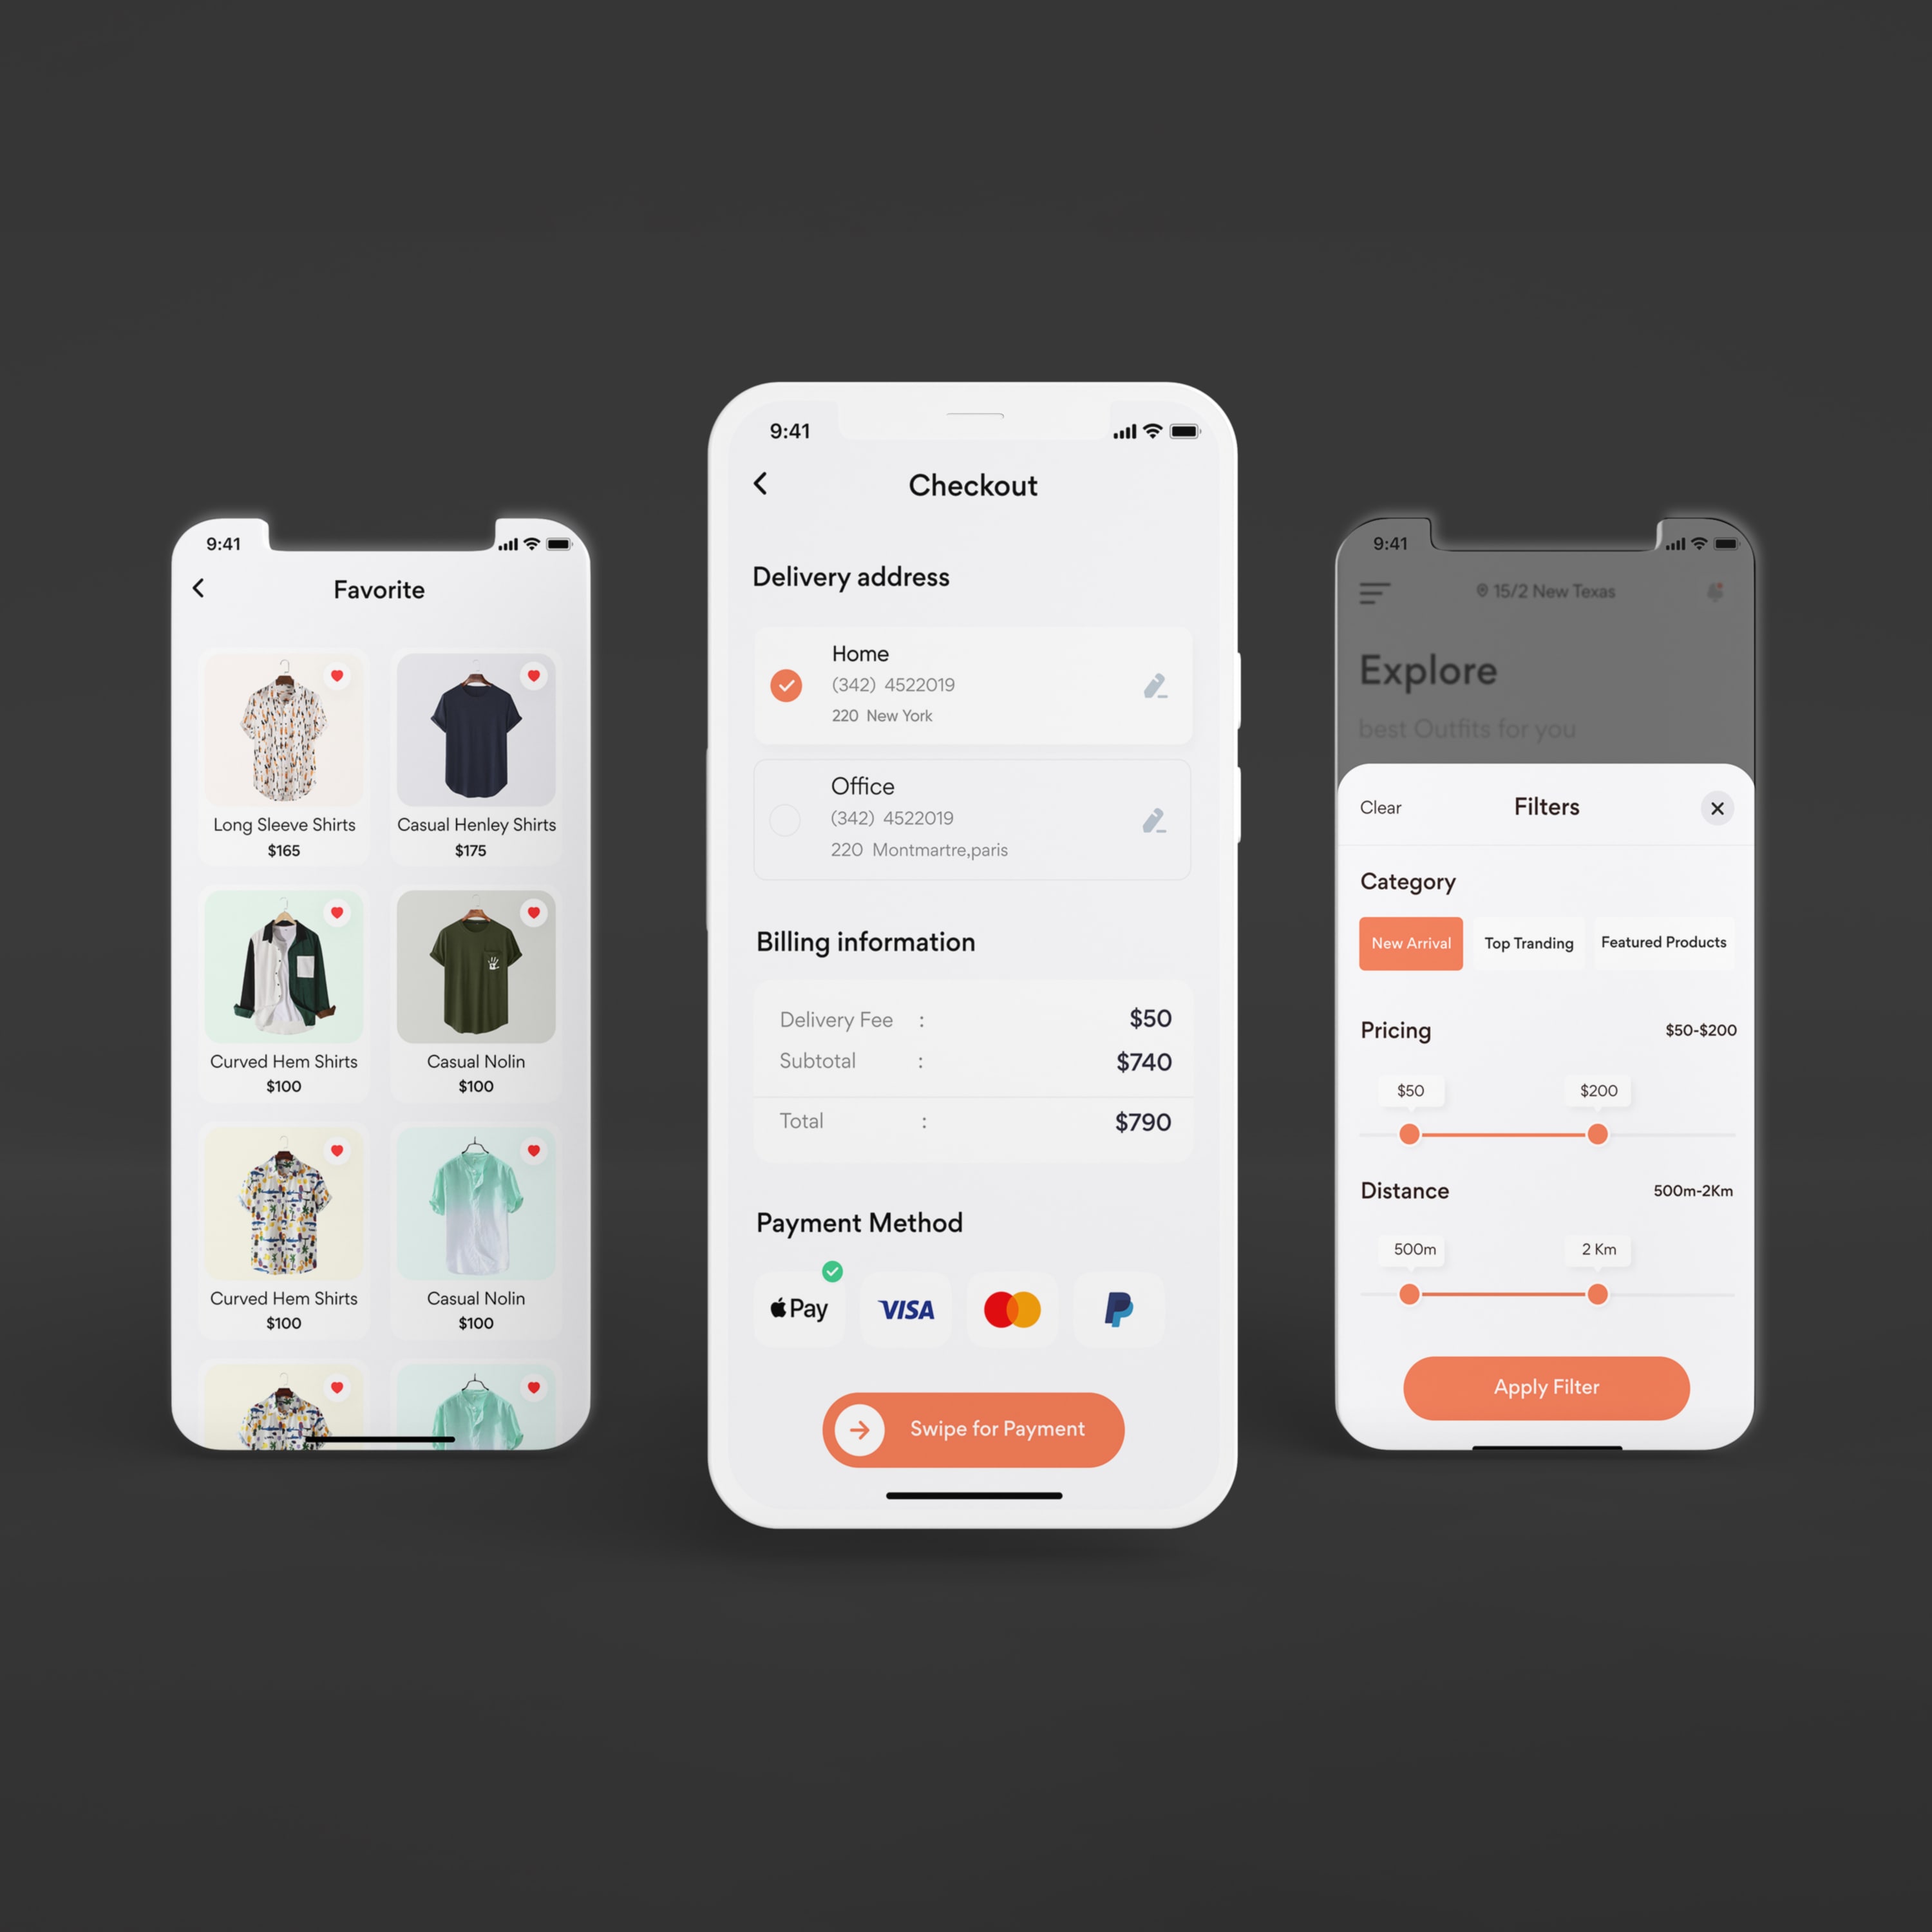 9:41
Favorite
Long Sleeve Shirts
$165
Casual Henley Shirts
$175
Curved Hem Shirts
$100
Casual Nolin
$100
Curved Hem Shirts
$100
Casual Nolin
$100
9:41
Checkout
Delivery address
Home
(342) 4522019
220 New York
Office
(342) 4522019
220 Montmartre,paris
Billing information
Delivery Fee : $50
Subtotal : $740
Total : $790
Payment Method
Pay
VISA
Swipe for Payment
9:41
15/2 New Texas
Explore
best Outfits for you
Clear
Filters
Category
New Arrival
Top Tranding
Featured Products
Pricing
$50-$200
$50
$200
Distance
500m-2Km
500m
2 Km
Apply Filter